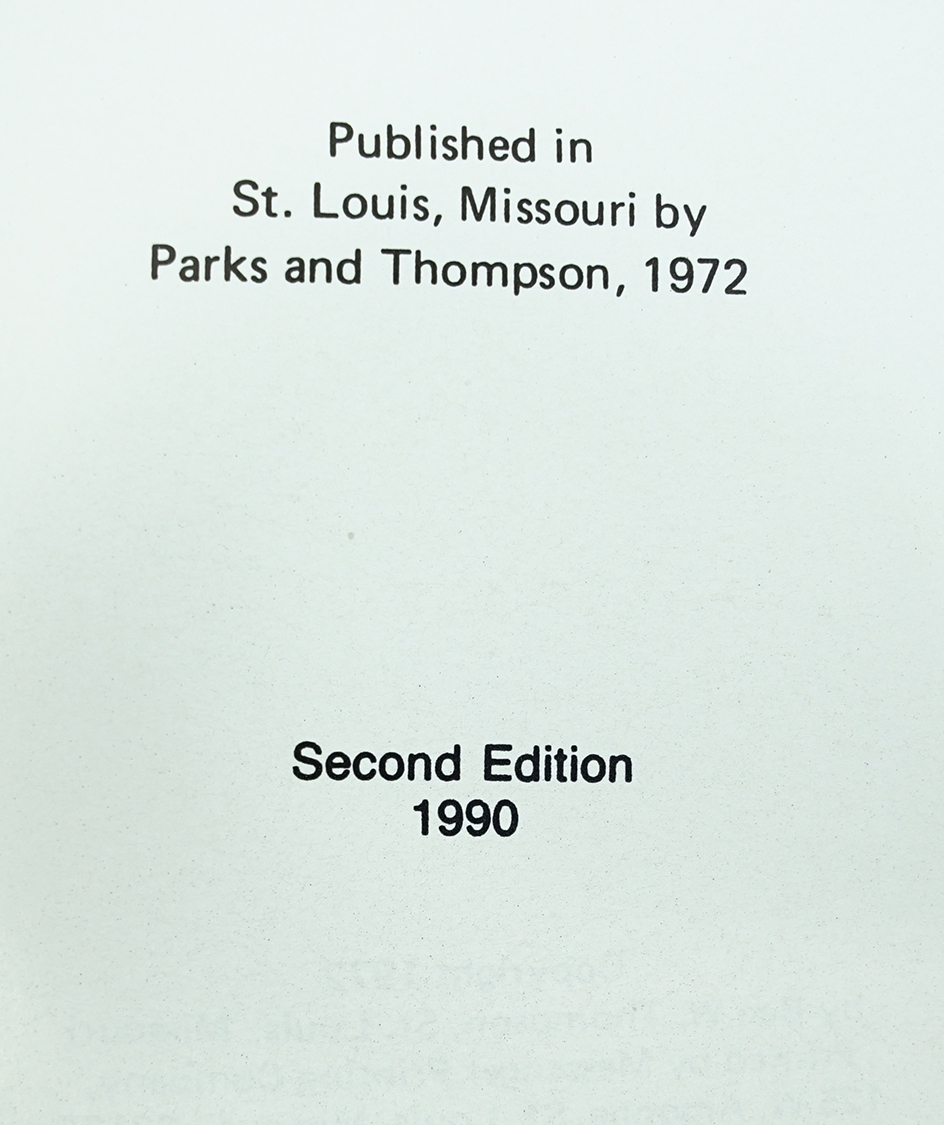 Published in
St. Louis, Missouri by
Parks and Thompson, 1972
Second Edition
1990